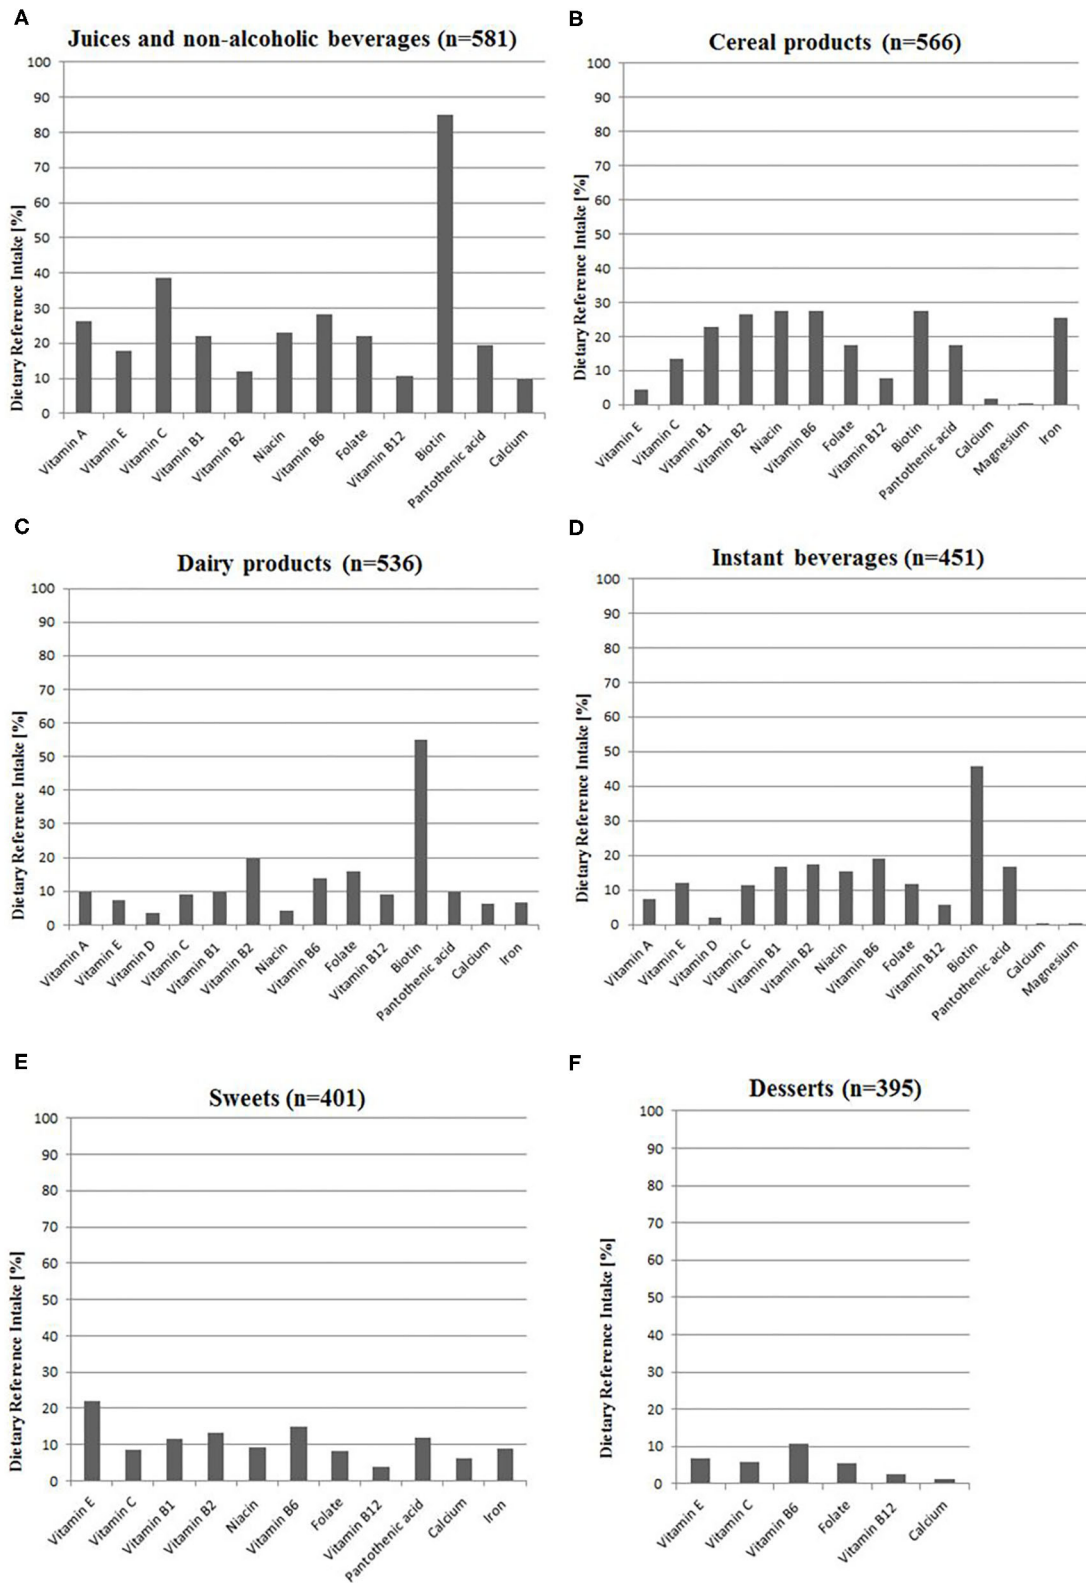 A
Juices and non-alcoholic beverages (n=581)
Dietary Reference Intake [%]
100
90
80
70
60
50
40
30
20
10
0
Vitamin A
Vitamin E
Vitamin C
Vitamin B1
Vitamin B2
Niacin
Vitamin B6
Folate
Vitamin B12
Biotin
Pantothenic acid
Calcium
B
Cereal products (n=566)
Dietary Reference Intake [%]
100
90
80
70
60
50
40
30
20
10
0
Vitamin E
Vitamin C
Vitamin B1
Vitamin B2
Niacin
Vitamin B6
Folate
Vitamin B12
Biotin
Pantothenic acid
Calcium
Magnesium
Iron
C
Dairy products (n=536)
Dietary Reference Intake [%]
100
90
80
70
60
50
40
30
20
10
0
Vitamin A
Vitamin E
Vitamin D
Vitamin C
Vitamin B1
Vitamin B2
Niacin
Vitamin B6
Folate
Vitamin B12
Biotin
Pantothenic acid
Calcium
Iron
D
Instant beverages (n=451)
Dietary Reference Intake [%]
100
90
80
70
60
50
40
30
20
10
0
Vitamin A
Vitamin E
Vitamin D
Vitamin C
Vitamin B1
Vitamin B2
Niacin
Vitamin B6
Folate
Vitamin B12
Biotin
Pantothenic acid
Calcium
Magnesium
E
Sweets (n=401)
Dietary Reference Intake [%]
100
90
80
70
60
50
40
30
20
10
0
Vitamin E
Vitamin C
Vitamin B1
Vitamin B2
Niacin
Vitamin B6
Folate
Vitamin B12
Pantothenic acid
Calcium
Iron
F
Desserts (n=395)
Dietary Reference Intake [%]
100
90
80
70
60
50
40
30
20
10
0
Vitamin E
Vitamin C
Vitamin B6
Folate
Vitamin B12
Calcium